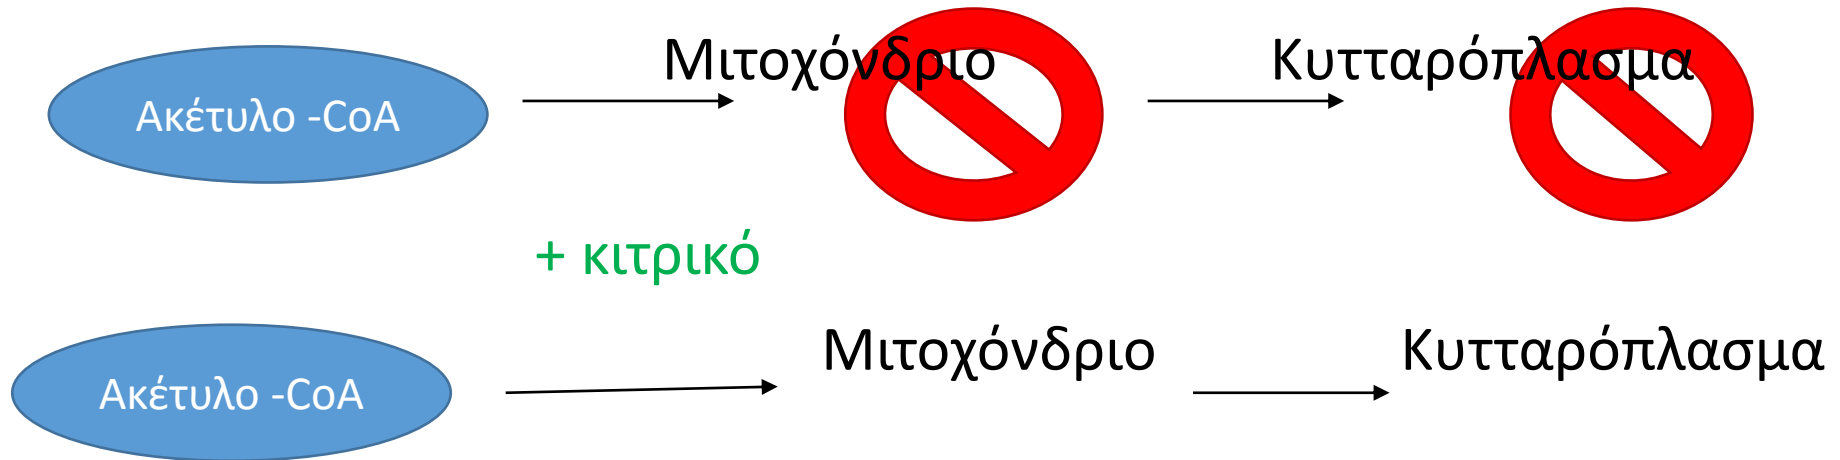 Ακέτυλο -CoA
Μιτοχόνδριο
Κυτταρόπλασμα
+ κιτρικό
Ακέτυλο -CoA
Μιτοχόνδριο
Κυτταρόπλασμα